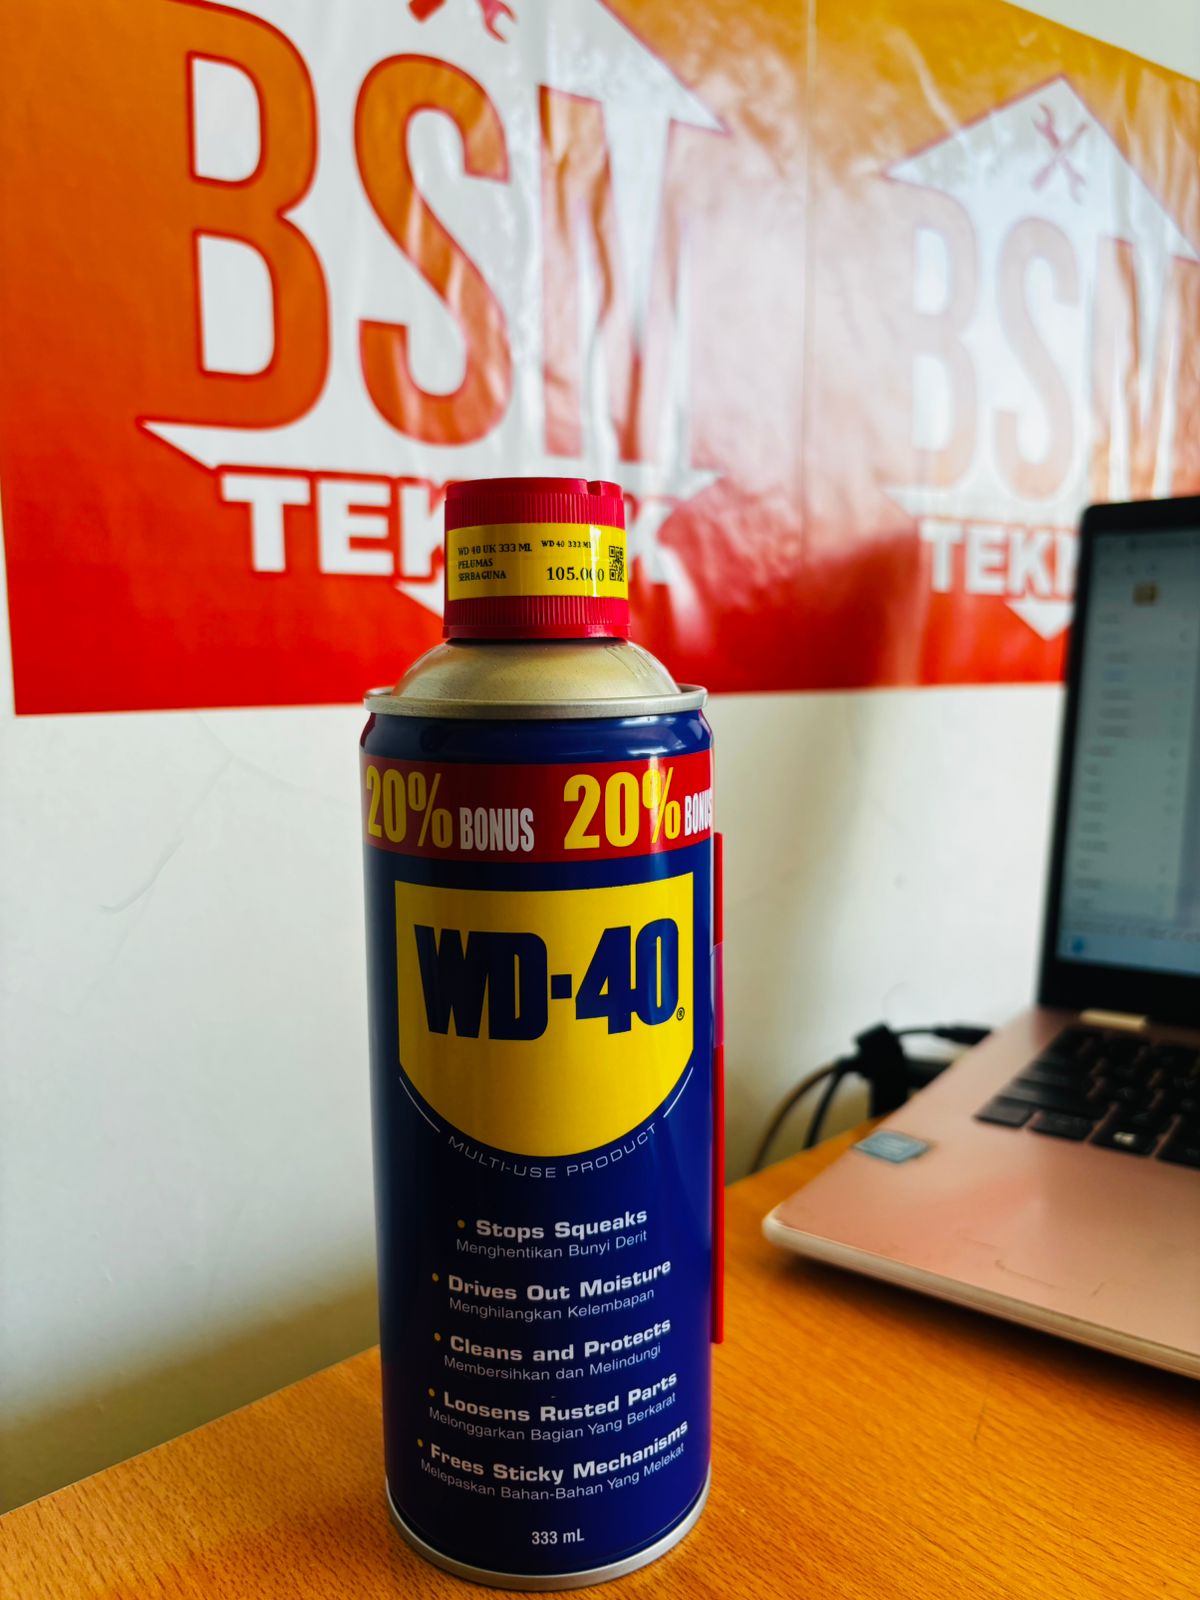 BSM
TEKNIK
BSM
TEKN
WD 40 UK 333 ML
PELUMAS
SERBAGUNA
WD 40 333 ML
105.000
20% BONUS 20% BONUS
WD-40®
MULTI-USE PRODUCT
• Stops Squeaks
Menghentikan Bunyi Derit
• Drives Out Moisture
Menghilangkan Kelembapan
• Cleans and Protects
Membersihkan dan Melindungi
• Loosens Rusted Parts
Melonggarkan Bagian Yang Berkarat
• Frees Sticky Mechanisms
Melepaskan Bahan-Bahan Yang Melekat
333 mL